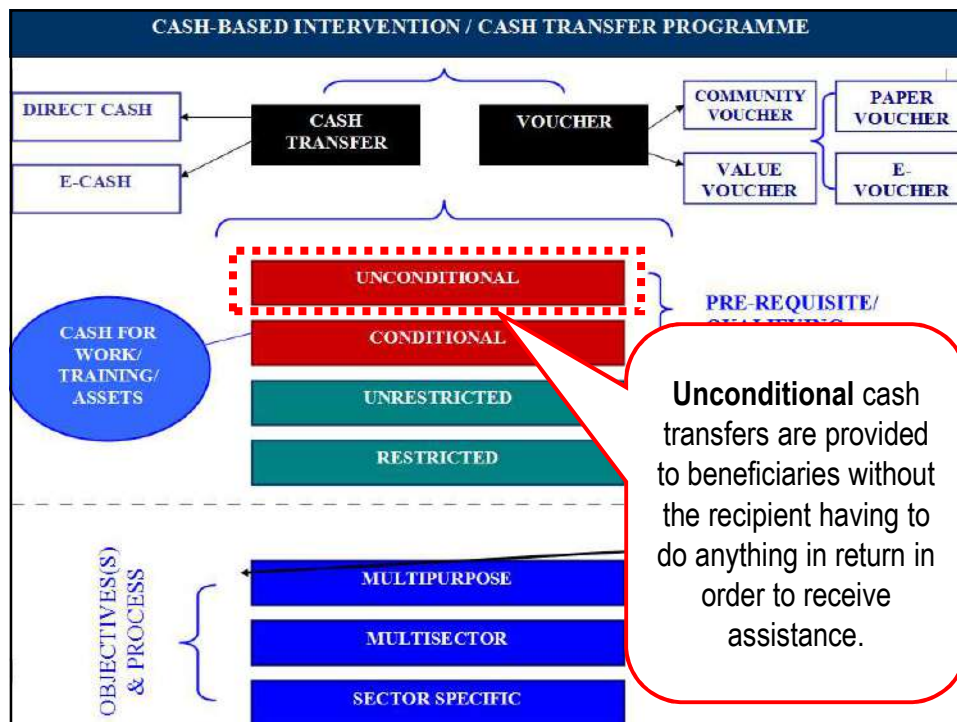 CASH-BASED INTERVENTION / CASH TRANSFER PROGRAMME
DIRECT CASH
E-CASH
CASH
TRANSFER
VOUCHER
COMMUNITY
VOUCHER
VALUE
VOUCHER
PAPER
VOUCHER
E-
VOUCHER
UNCONDITIONAL
CONDITIONAL
UNRESTRICTED
RESTRICTED
CASH FOR
WORK/
TRAINING/
ASSETS
PRE-REQUISITE/
Unconditional cash
transfers are provided
to beneficiaries without
the recipient having to
do anything in return in
order to receive
assistance.
OBJECTIVES(S)
& PROCESS
MULTIPURPOSE
MULTISECTOR
SECTOR SPECIFIC